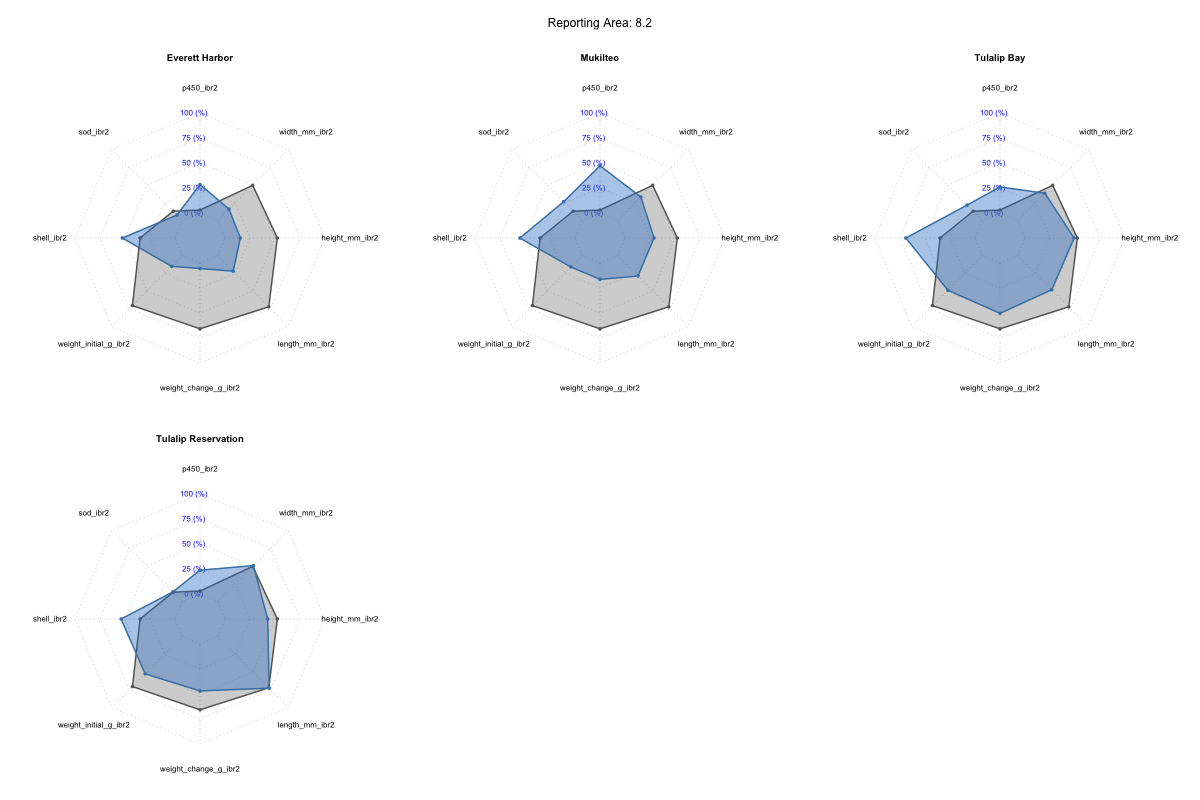 Reporting Area: 8.2
Everett Harbor
p450_ibr2
100 (%)
75 (%)
50 (%)
25 (%)
0 (%)
sod_ibr2
width_mm_ibr2
shell_ibr2
height_mm_ibr2
weight_initial_g_ibr2
length_mm_ibr2
weight_change_g_ibr2
Mukilteo
p450_ibr2
100 (%)
75 (%)
50 (%)
25 (%)
0 (%)
sod_ibr2
width_mm_ibr2
shell_ibr2
height_mm_ibr2
weight_initial_g_ibr2
length_mm_ibr2
weight_change_g_ibr2
Tulalip Bay
p450_ibr2
100 (%)
75 (%)
50 (%)
25 (%)
0 (%)
sod_ibr2
width_mm_ibr2
shell_ibr2
height_mm_ibr2
weight_initial_g_ibr2
length_mm_ibr2
weight_change_g_ibr2
Tulalip Reservation
p450_ibr2
100 (%)
75 (%)
50 (%)
25 (%)
0 (%)
sod_ibr2
width_mm_ibr2
shell_ibr2
height_mm_ibr2
weight_initial_g_ibr2
length_mm_ibr2
weight_change_g_ibr2